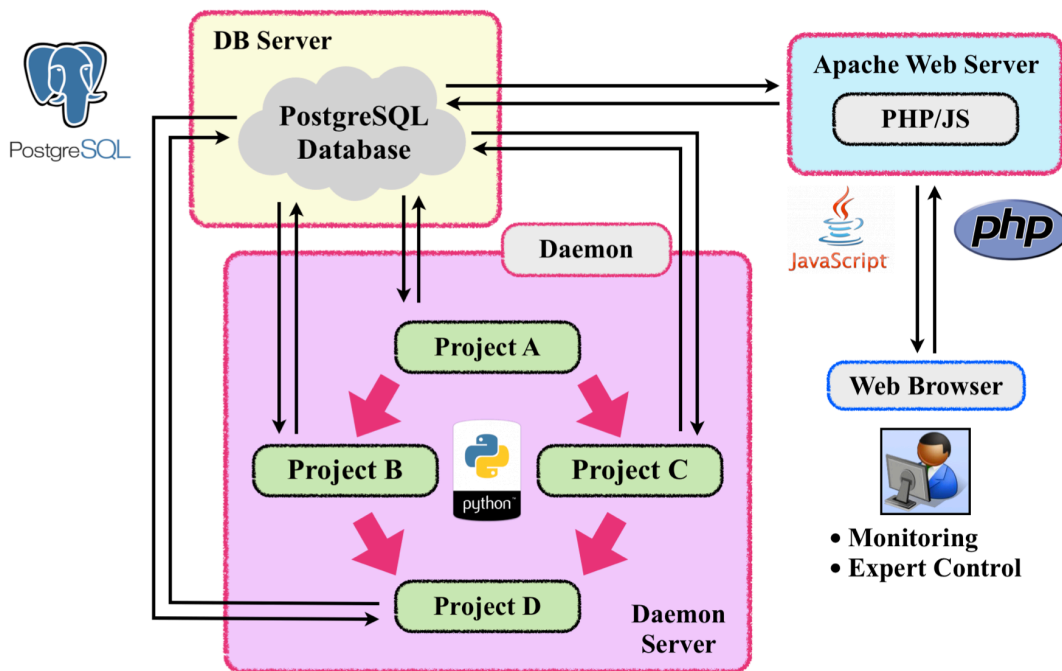 DB Server
PostgreSQL
Database
PostgreSQL
Apache Web Server
PHP/JS
JavaScript
php
Daemon
Project A
Project B
python™
Project C
Project D
Daemon
Server
Web Browser
• Monitoring
• Expert Control